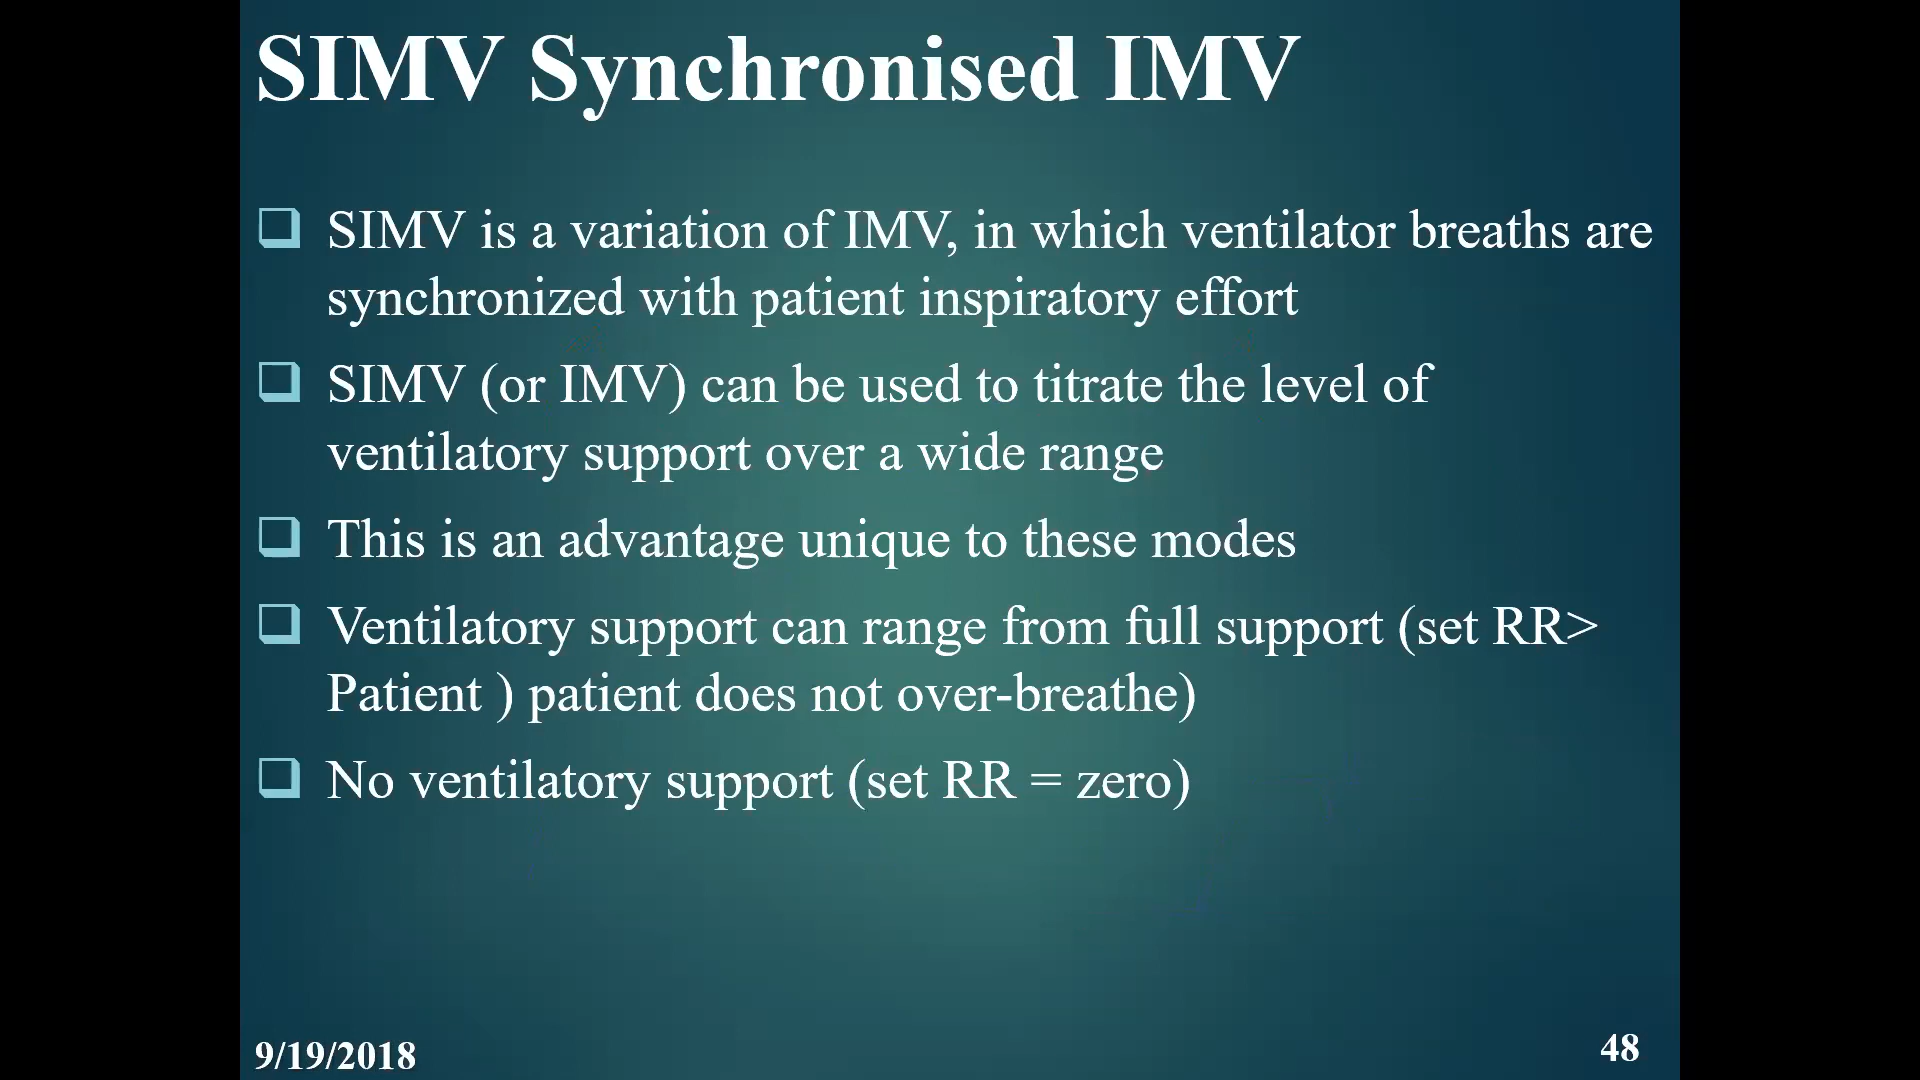 SIMV Synchronised IMV
SIMV is a variation of IMV, in which ventilator breaths are
synchronized with patient inspiratory effort
SIMV (or IMV) can be used to titrate the level of
ventilatory support over a wide range
This is an advantage unique to these modes
Ventilatory support can range from full support (set RR>
Patient ) patient does not over-breathe)
No ventilatory support (set RR = zero)
9/19/2018
48